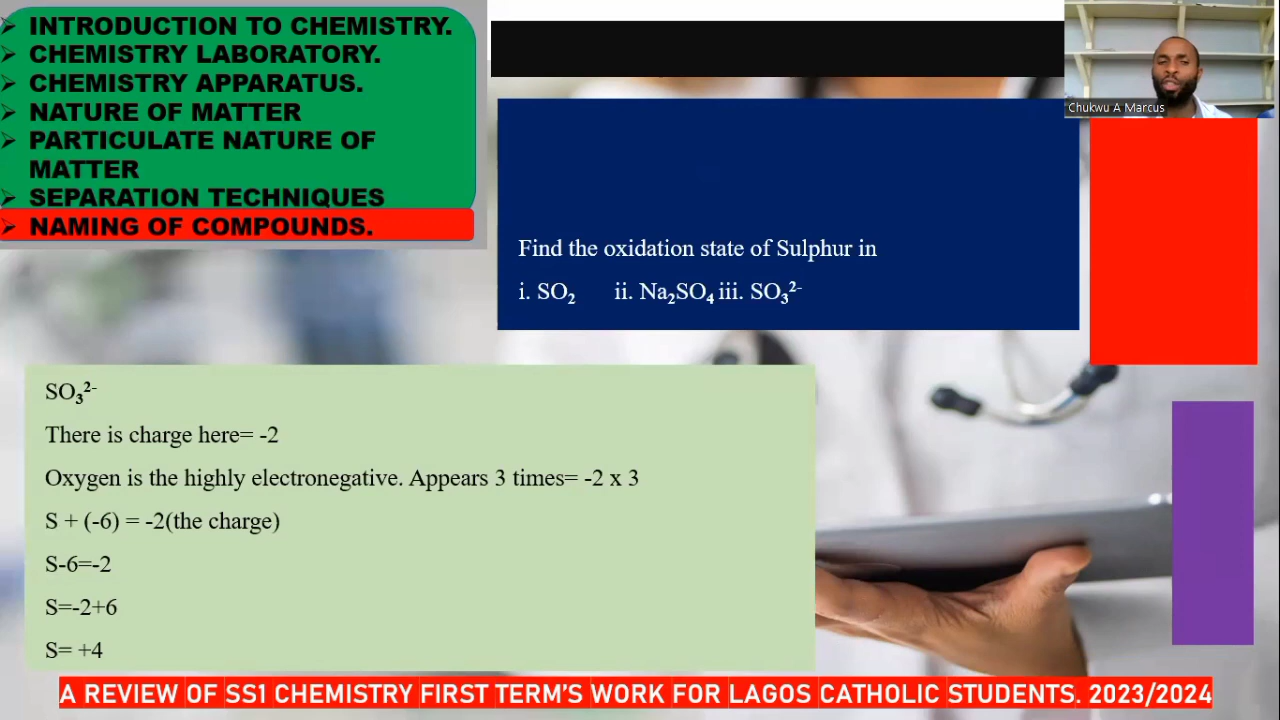 ➢ INTRODUCTION TO CHEMISTRY.
➢ CHEMISTRY LABORATORY.
➢ CHEMISTRY APPARATUS.
➢ NATURE OF MATTER
➢ PARTICULATE NATURE OF
MATTER
➢ SEPARATION TECHNIQUES
➢ NAMING OF COMPOUNDS.
Chukwu A Marcus
Find the oxidation state of Sulphur in
i. SO₂ ii. Na₂SO₄ iii. SO₃²⁻
SO₃²⁻
There is charge here= -2
Oxygen is the highly electronegative. Appears 3 times= -2 x 3
S + (-6) = -2(the charge)
S-6=-2
S=-2+6
S= +4
A REVIEW OF SS1 CHEMISTRY FIRST TERM'S WORK FOR LAGOS CATHOLIC STUDENTS. 2023/2024